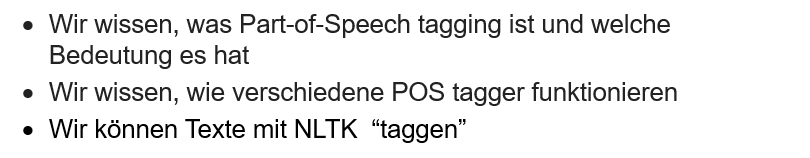 • Wir wissen, was Part-of-Speech tagging ist und welche
Bedeutung es hat
• Wir wissen, wie verschiedene POS tagger funktionieren
• Wir können Texte mit NLTK “taggen”